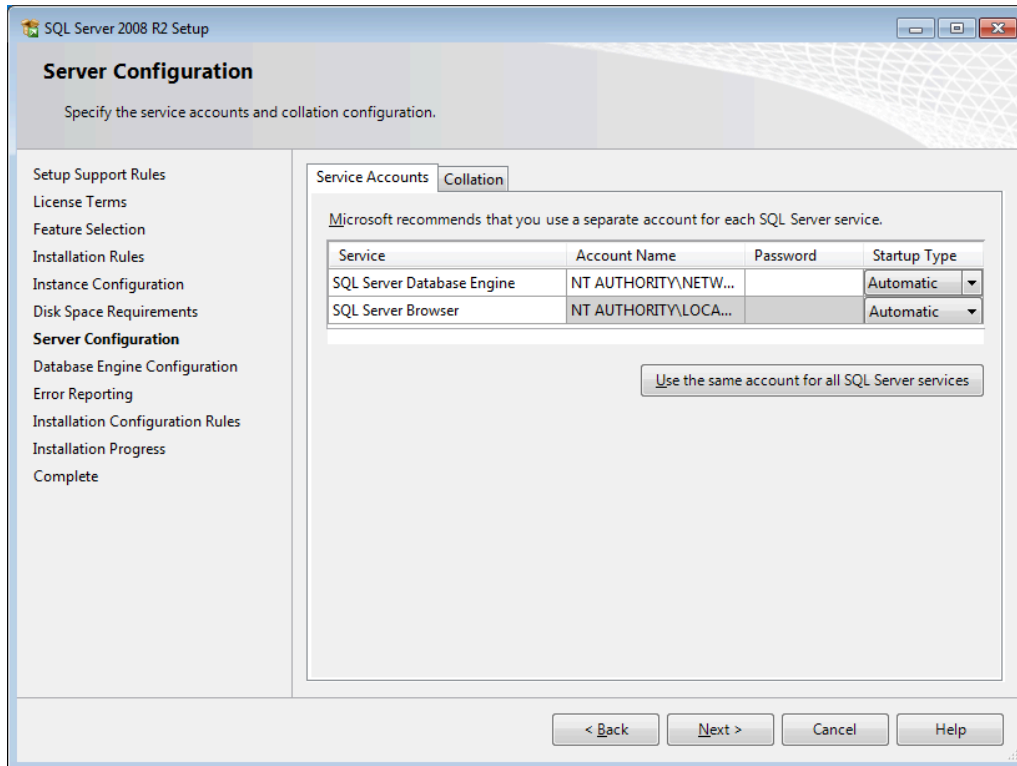 SQL Server 2008 R2 Setup
Server Configuration
Specify the service accounts and collation configuration.
Setup Support Rules
License Terms
Feature Selection
Installation Rules
Instance Configuration
Disk Space Requirements
Server Configuration
Database Engine Configuration
Error Reporting
Installation Configuration Rules
Installation Progress
Complete
Service Accounts Collation
Microsoft recommends that you use a separate account for each SQL Server service.
Service Account Name Password Startup Type
SQL Server Database Engine NT AUTHORITY\NETW... Automatic
SQL Server Browser NT AUTHORITY\LOCA... Automatic
Use the same account for all SQL Server services
< Back Next > Cancel Help